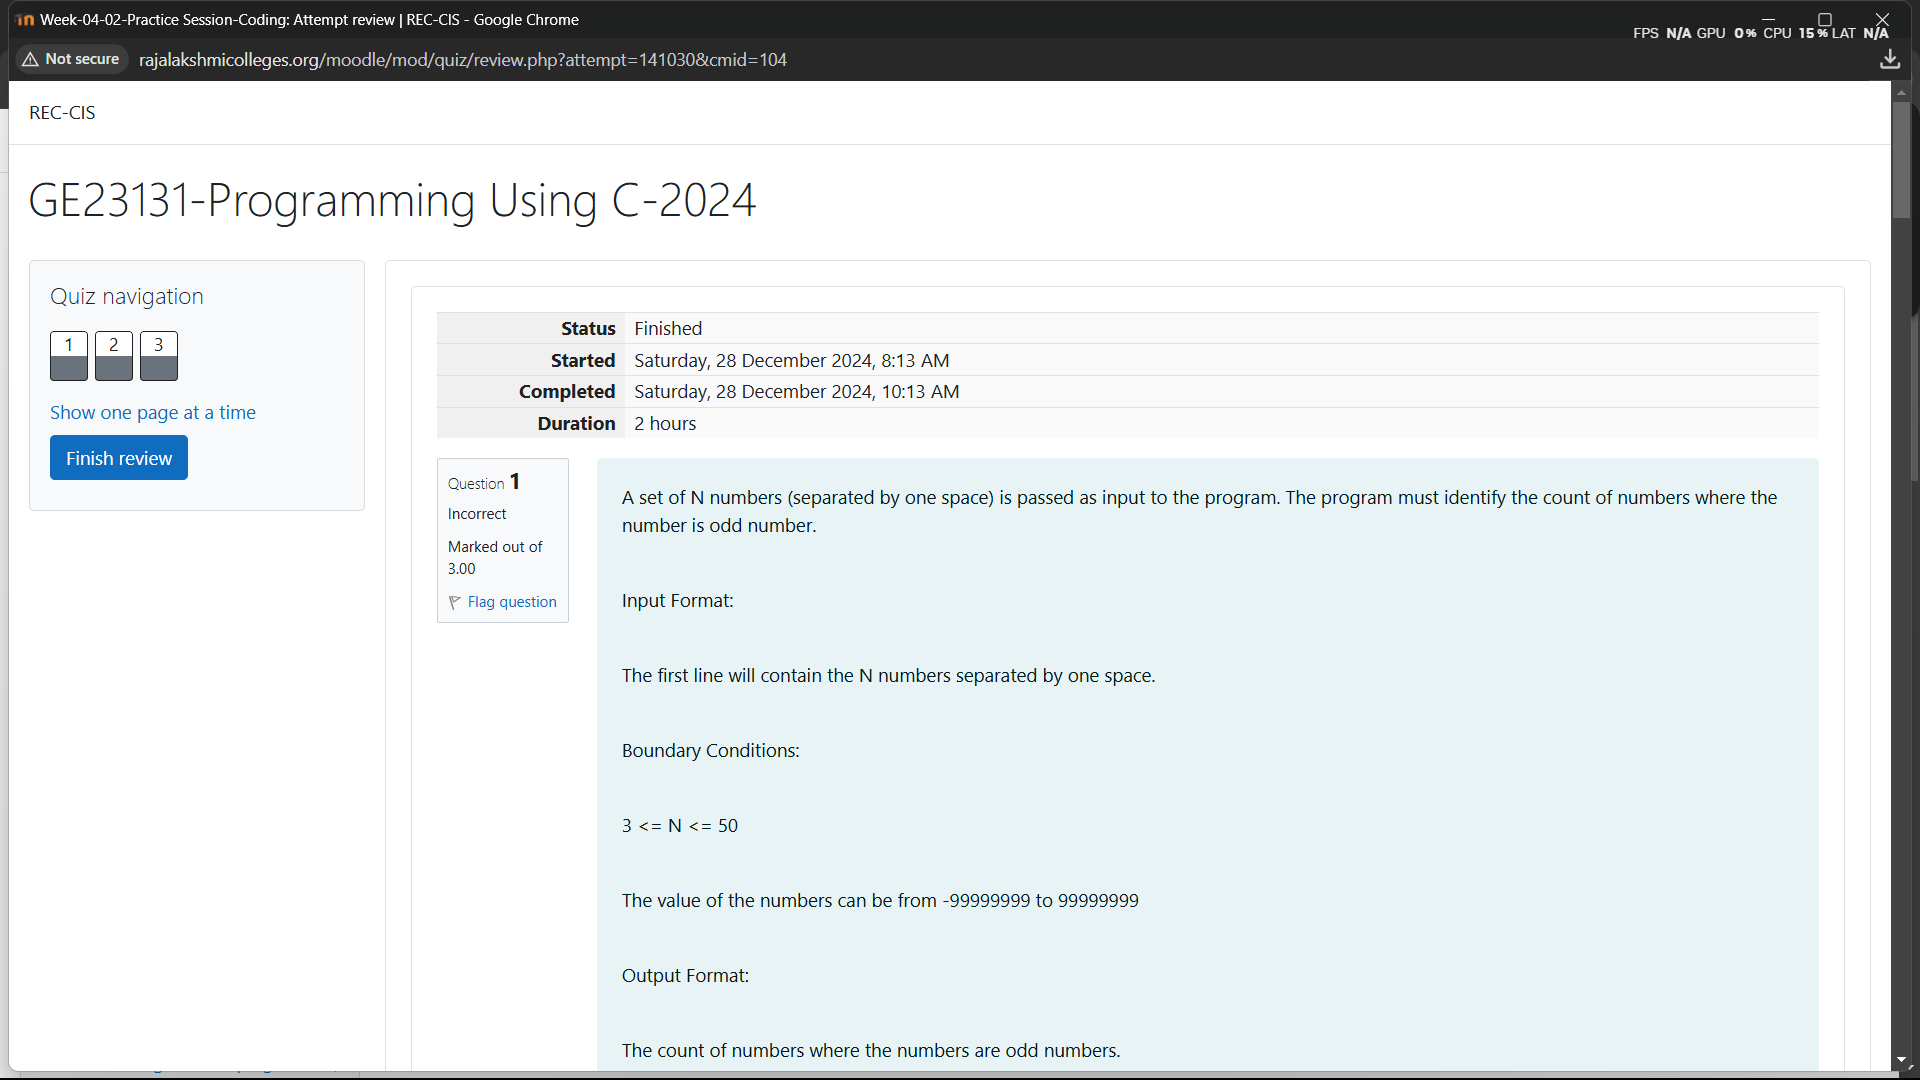 Week-04-02-Practice Session-Coding: Attempt review | REC-CIS - Google Chrome
FPS N/A GPU 0% CPU 15% LAT N/A
Not secure rajalakshmicolleges.org/moodle/mod/quiz/review.php?attempt=141030&cmid=104
REC-CIS
GE23131-Programming Using C-2024
Quiz navigation
1 2 3
Show one page at a time
Finish review
Status Finished
Started Saturday, 28 December 2024, 8:13 AM
Completed Saturday, 28 December 2024, 10:13 AM
Duration 2 hours
Question 1
Incorrect
Marked out of
3.00
Flag question
A set of N numbers (separated by one space) is passed as input to the program. The program must identify the count of numbers where the
number is odd number.
Input Format:
The first line will contain the N numbers separated by one space.
Boundary Conditions:
3 <= N <= 50
The value of the numbers can be from -99999999 to 99999999
Output Format:
The count of numbers where the numbers are odd numbers.